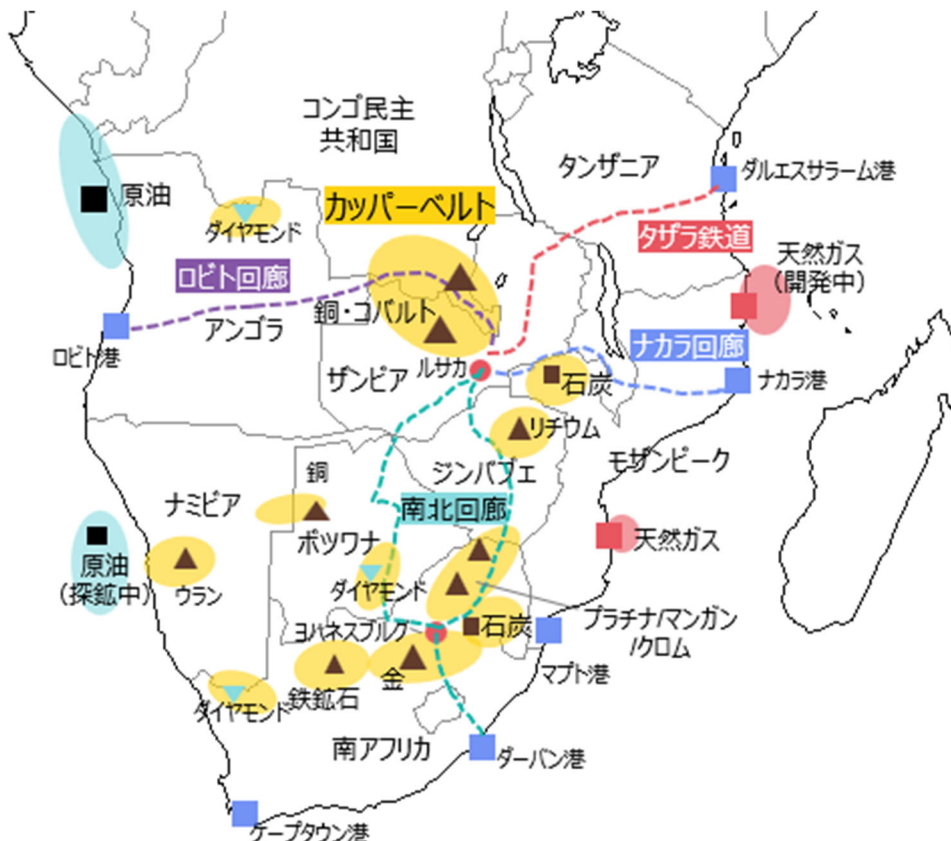 コンゴ民主
共和国
タンザニア
ダルエスサラーム港
原油
カッパーベルト
ダイヤモンド
タザラ鉄道
天然ガス
(開発中)
ロビト回廊
銅・コバルト
アンゴラ
ロビト港
ナカラ回廊
ザンビア
ルサカ
石炭
ナカラ港
リチウム
モザンビーク
ジンバブエ
銅
ナミビア
南北回廊
ボツワナ
天然ガス
原油
(探鉱中)
ウラン
ダイヤモンド
プラチナ/マンガン
/クロム
ヨハネスブルク
石炭
マプト港
金
鉄鉱石
ダイヤモンド
南アフリカ
ダーバン港
ケープタウン港